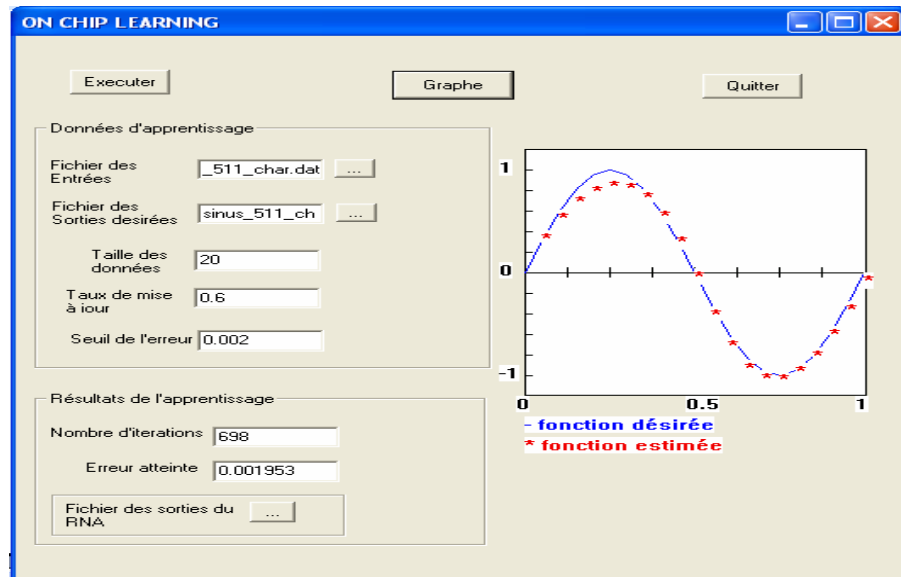 ON CHIP LEARNING
Executer
Graphe
Quitter
Données d'apprentissage
Fichier des
Entrées
_511_char.dat
...
Fichier des
Sorties desirées
sinus_511_ch
...
Taille des
données
20
Taux de mise
à iour
0.6
Seuil de l'erreur
0.002
Résultats de l'apprentissage
Nombre d'iterations
698
Erreur atteinte
0.001953
Fichier des sorties du
RNA
...
1
0
-1
0
0.5
1
- fonction désirée
* fonction estimée